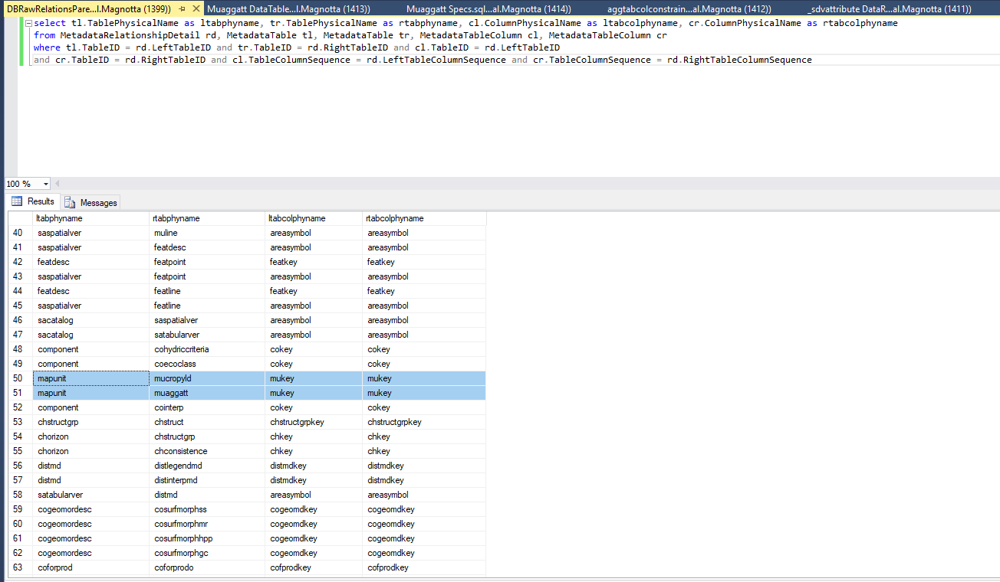 DBRawRelationsPare...l.Magnotta (1399)) Muaggatt DataTable...l.Magnotta (1413)) Muaggatt Specs.sql...al.Magnotta (1414)) aggtabcolconstrain...al.Magnotta (1412)) _sdvattribute DataR...al.Magnotta (1411))
select tl.TablePhysicalName as ltabphyname, tr.TablePhysicalName as rtabphyname, cl.ColumnPhysicalName as ltabcolphyname, cr.ColumnPhysicalName as rtabcolphyname
from MetadataRelationshipDetail rd, MetadataTable tl, MetadataTable tr, MetadataTableColumn cl, MetadataTableColumn cr
where tl.TableID = rd.LeftTableID and tr.TableID = rd.RightTableID and cl.TableID = rd.LeftTableID
and cr.TableID = rd.RightTableID and cl.TableColumnSequence = rd.LeftTableColumnSequence and cr.TableColumnSequence = rd.RightTableColumnSequence
100 %
Results Messages
ltabphyname rtabphyname ltabcolphyname rtabcolphyname
40 saspatialver muline areasymbol areasymbol
41 saspatialver featdesc areasymbol areasymbol
42 featdesc featpoint featkey featkey
43 saspatialver featpoint areasymbol areasymbol
44 featdesc featline featkey featkey
45 saspatialver featline areasymbol areasymbol
46 sacatalog saspatialver areasymbol areasymbol
47 sacatalog satabularver areasymbol areasymbol
48 component cohydriccriteria cokey cokey
49 component coecoclass cokey cokey
50 mapunit mucropyld mukey mukey
51 mapunit muaggatt mukey mukey
52 component cointerp cokey cokey
53 chstructgrp chstruct chstructgrpkey chstructgrpkey
54 chorizon chstructgrp chkey chkey
55 chorizon chconsistence chkey chkey
56 distmd distlegendmd distmdkey distmdkey
57 distmd distinterpmd distmdkey distmdkey
58 satabularver distmd areasymbol areasymbol
59 cogeomordesc cosurfmorphss cogeomdkey cogeomdkey
60 cogeomordesc cosurfmorphmr cogeomdkey cogeomdkey
61 cogeomordesc cosurfmorphhpp cogeomdkey cogeomdkey
62 cogeomordesc cosurfmorphgc cogeomdkey cogeomdkey
63 coforprod coforprodo cofprodkey cofprodkey